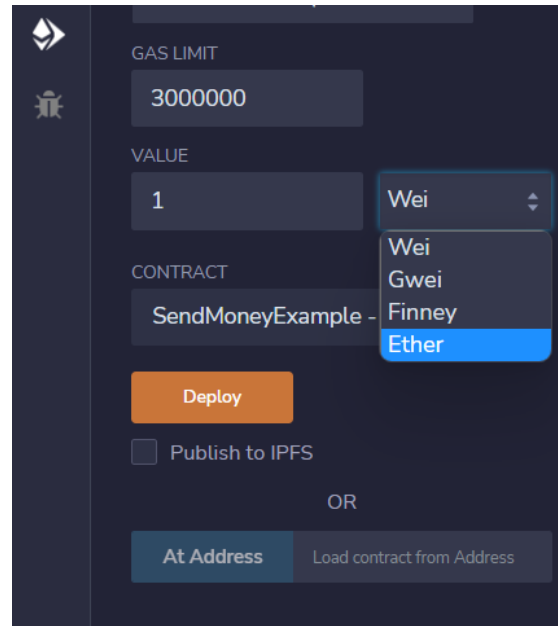 GAS LIMIT
3000000
VALUE
1 Wei
Wei
Gwei
CONTRACT
SendMoneyExample -
Finney
Ether
Deploy
Publish to IPFS
OR
At Address Load contract from Address